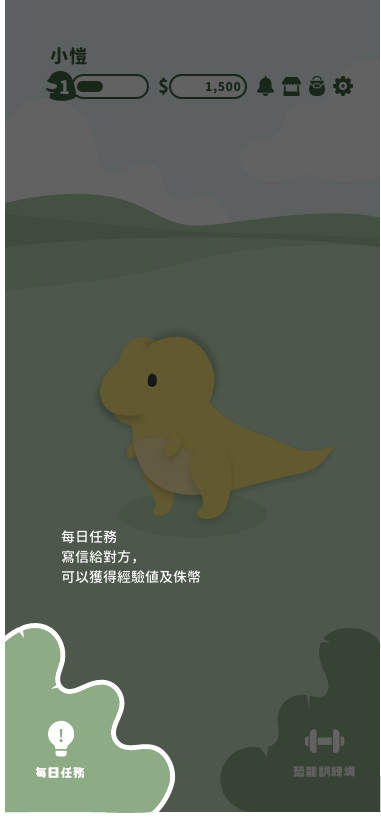 小愷
1
$ 1,500
每日任務
寫信給對方，
可以獲得經驗值及侏幣
每日任務
恐龍訓練場